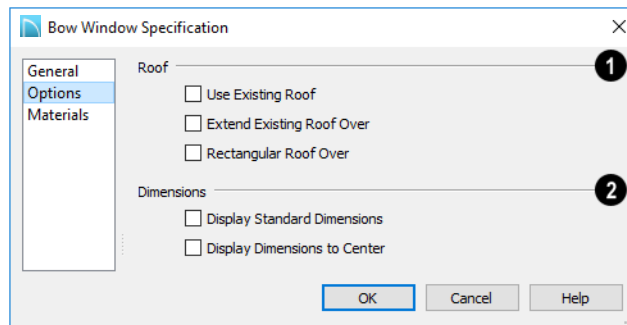 Bow Window Specification
General
Options
Materials
Roof
1
Use Existing Roof
Extend Existing Roof Over
Rectangular Roof Over
Dimensions
2
Display Standard Dimensions
Display Dimensions to Center
OK
Cancel
Help